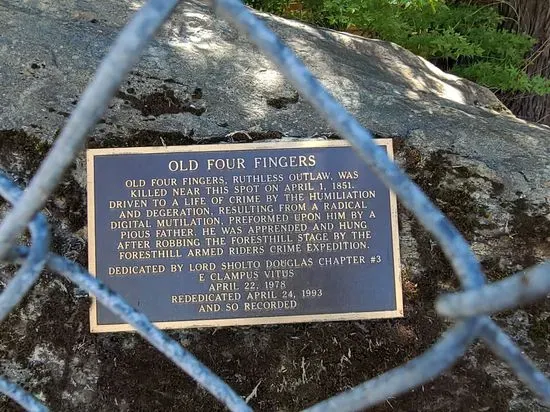 OLD FOUR FINGERS
OLD FOUR FINGERS, RUTHLESS OUTLAW, WAS
KILLED NEAR THIS SPOT ON APRIL 1, 1851.
DRIVEN TO A LIFE OF CRIME BY THE HUMILIATION
AND DEGERATION, RESULTING FROM A RADICAL
DIGITAL MUTILATION, PREFORMED UPON HIM BY A
PIOUS FATHER. HE WAS APPRENDED AND HUNG
AFTER ROBBING THE FORESTHILL STAGE BY THE
FORESTHILL ARMED RIDERS CRIME EXPEDITION.
DEDICATED BY LORD SHOLTO DOUGLAS CHAPTER #3
E CLAMPUS VITUS
APRIL 22, 1978
REDEDICATED APRIL 24, 1993
AND SO RECORDED